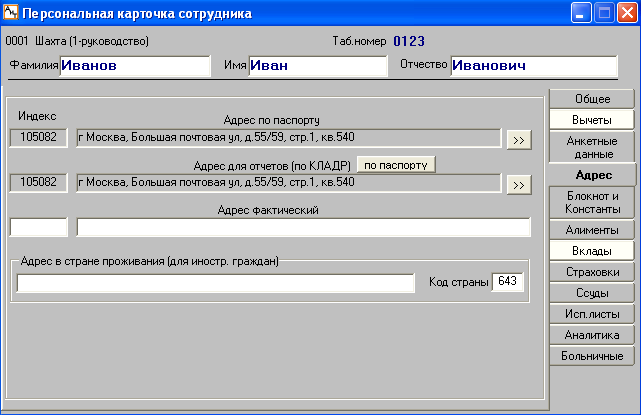 Персональная карточка сотрудника
0001 Шахта (1-руководство) Таб.номер 0123
Фамилия Иванов Имя Иван Отчество Иванович
Индекс Адрес по паспорту
105082 г Москва, Большая почтовая ул, д.55/59, стр.1, кв.540 >>
Адрес для отчетов (по КЛАДР) по паспорту
105082 г Москва, Большая почтовая ул, д.55/59, стр.1, кв.540 >>
Адрес фактический
Адрес в стране проживания (для иностр. граждан)
Код страны 643
Общее
Вычеты
Анкетные
данные
Адрес
Блокнот и
Константы
Алименты
Вклады
Страховки
Ссуды
Исп.листы
Аналитика
Больничные